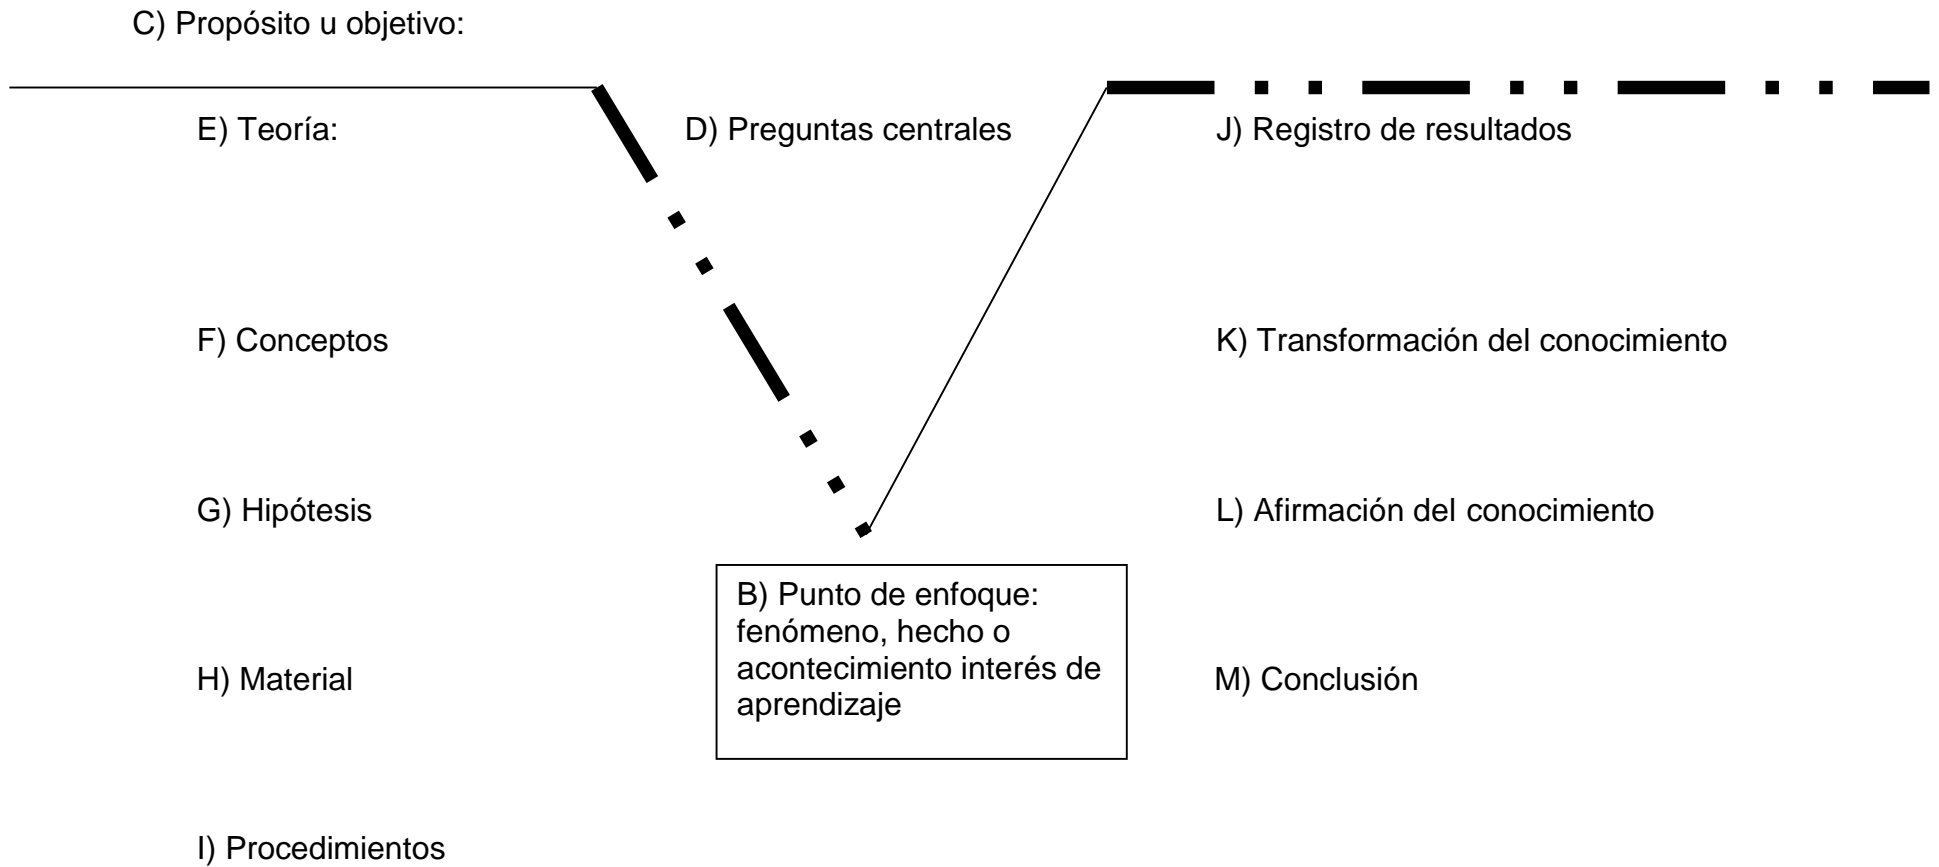 C) Propósito u objetivo:
E) Teoría:
D) Preguntas centrales
J) Registro de resultados
F) Conceptos
K) Transformación del conocimiento
G) Hipótesis
L) Afirmación del conocimiento
B) Punto de enfoque:
fenómeno, hecho o
acontecimiento interés de
aprendizaje
H) Material
M) Conclusión
I) Procedimientos